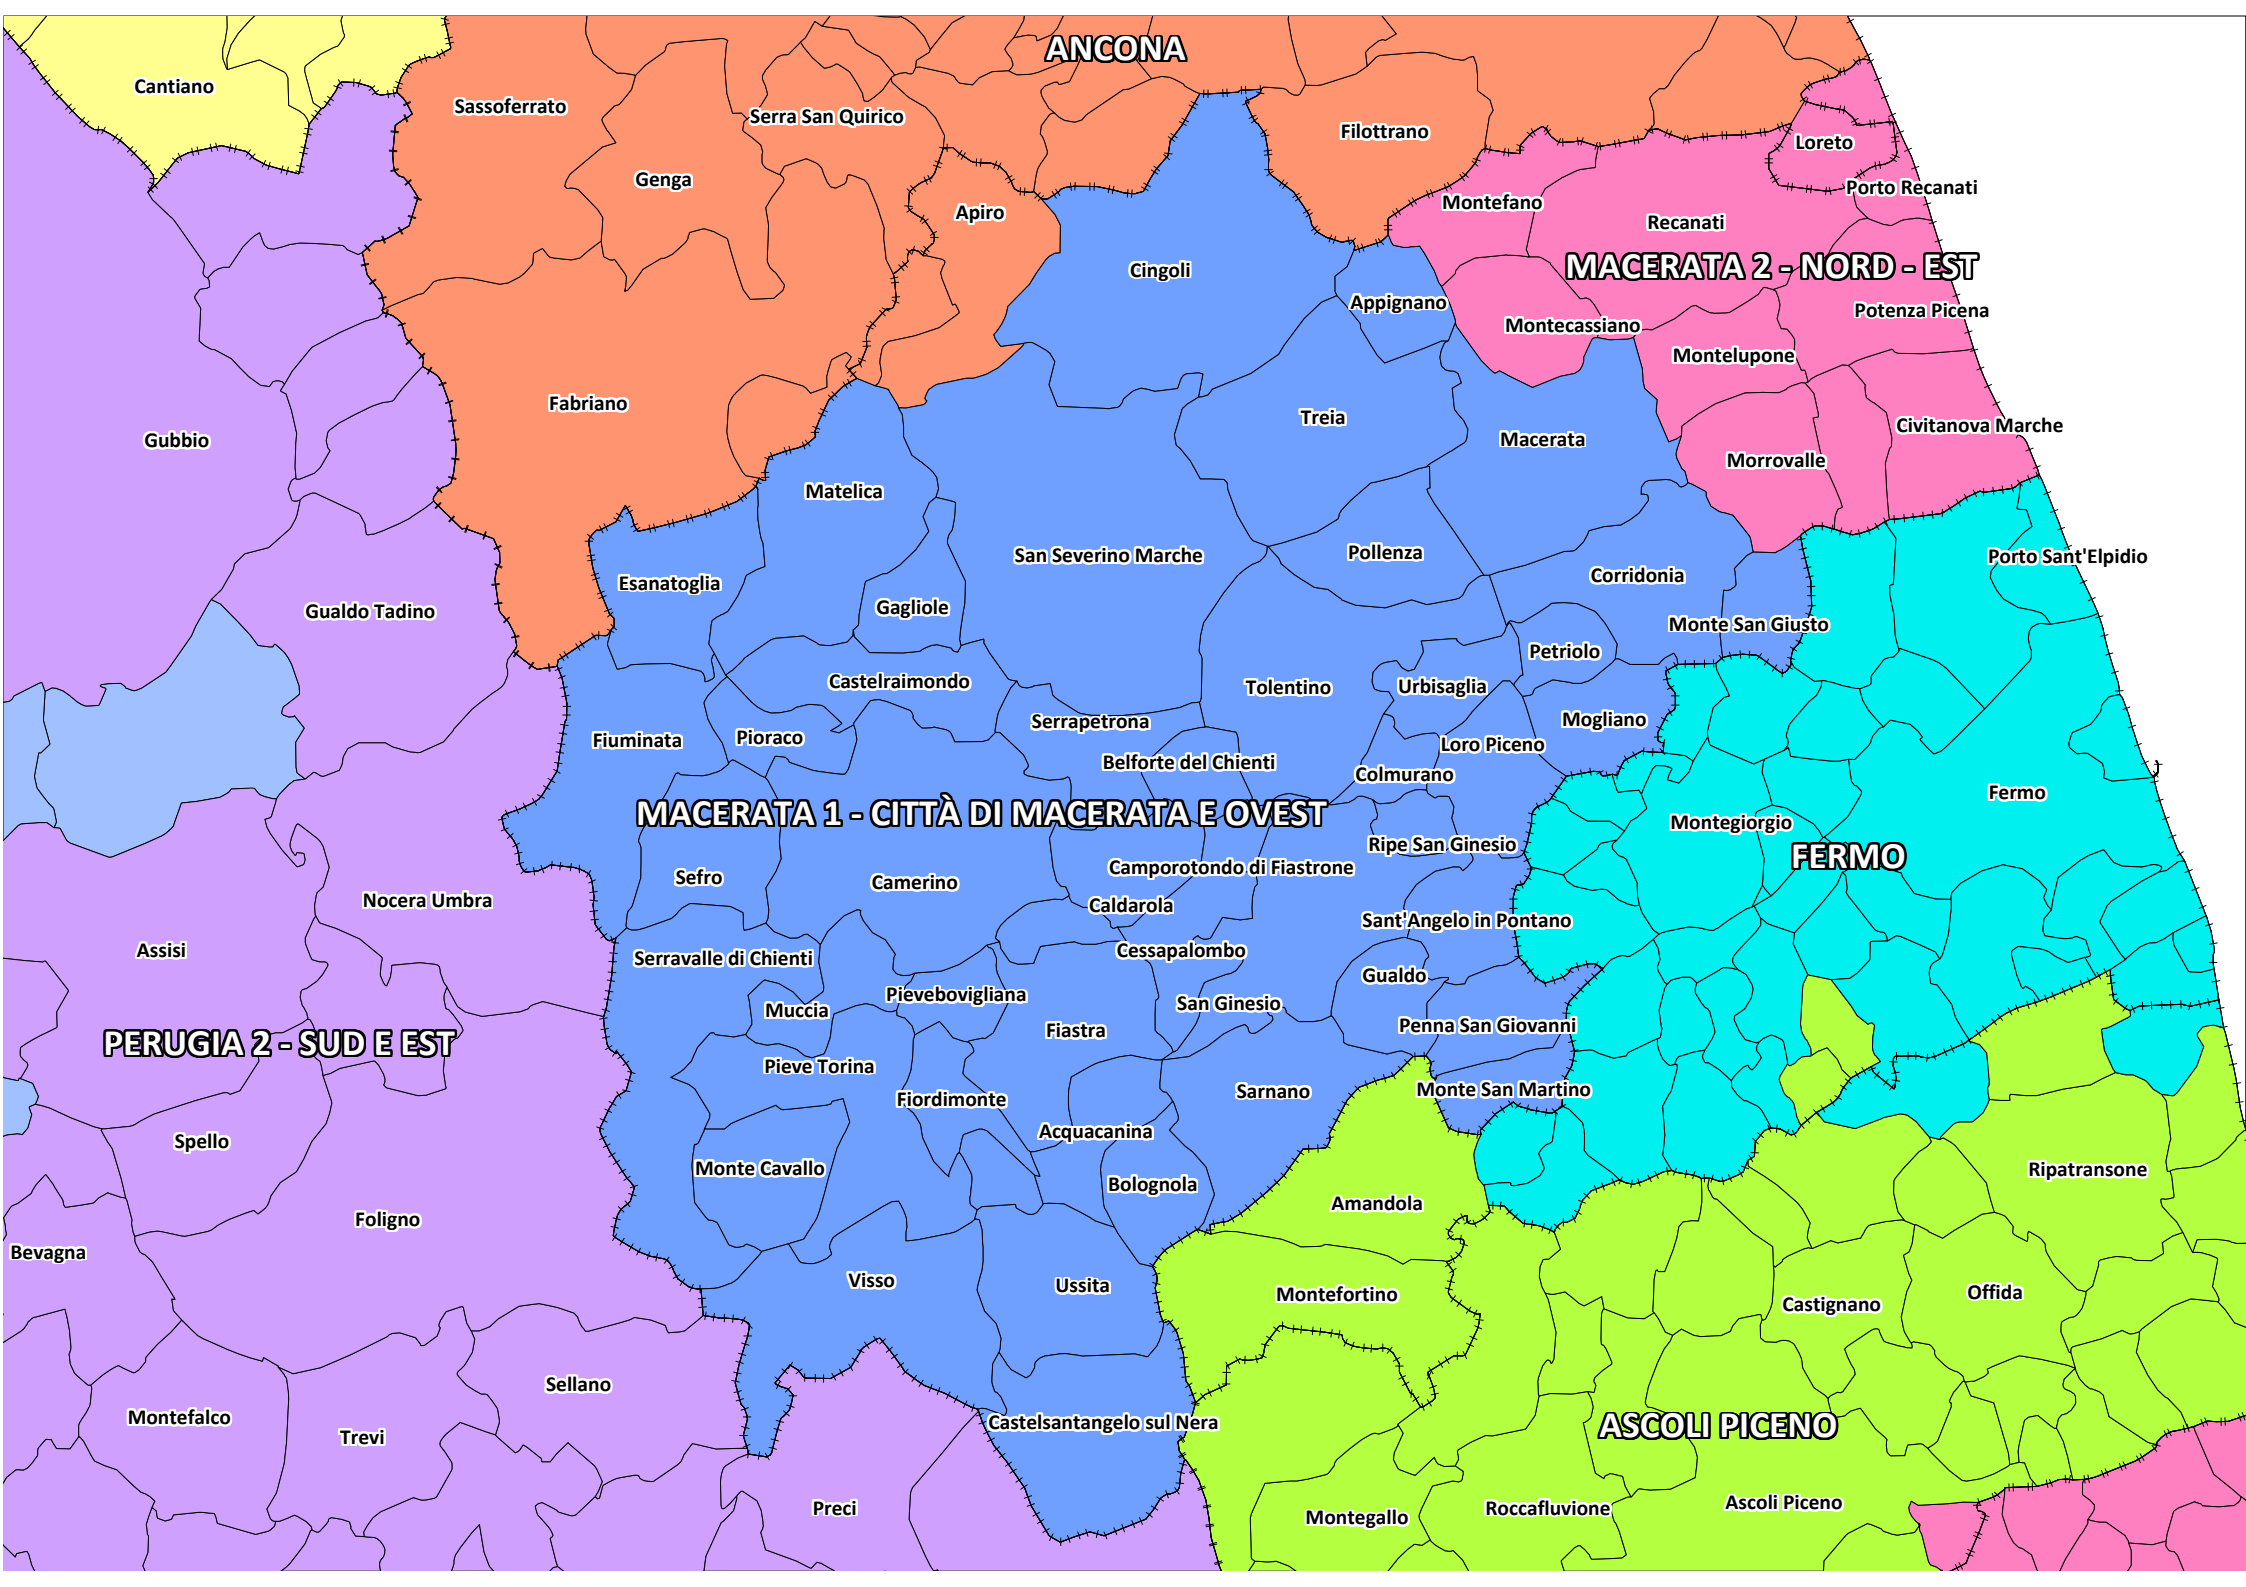 ANCONA
Cantiano
Sassoferrato
Serra San Quirico
Filottrano
Loreto
Genga
Porto Recanati
Montefano
Apiro
Recanati
MACERATA 2 - NORD - EST
Cingoli
Appignano
Potenza Picena
Montecassiano
Montelupone
Fabriano
Treia
Civitanova Marche
Gubbio
Macerata
Morrovalle
Matelica
San Severino Marche
Pollenza
Porto Sant'Elpidio
Esanatoglia
Corridonia
Gualdo Tadino
Gagliole
Monte San Giusto
Petriolo
Castelraimondo
Tolentino
Urbisaglia
Serrapetrona
Mogliano
Fiuminata
Pioraco
Loro Piceno
Belforte del Chienti
Colmurano
Fermo
MACERATA 1 - CITTÀ DI MACERATA E OVEST
Montegiorgio
Ripe San Ginesio
FERMO
Camporotondo di Fiastrone
Sefro
Camerino
Nocera Umbra
Caldarola
Sant'Angelo in Pontano
Assisi
Cessapalombo
Serravalle di Chienti
Gualdo
Pievebovigliana
San Ginesio
Muccia
Penna San Giovanni
Fiastra
PERUGIA 2 - SUD E EST
Pieve Torina
Monte San Martino
Sarnano
Fiordimonte
Acquacanina
Spello
Monte Cavallo
Ripatransone
Bolognola
Amandola
Foligno
Bevagna
Visso
Ussita
Montefortino
Offida
Castignano
Sellano
Montefalco
Castelsantangelo sul Nera
ASCOLI PICENO
Trevi
Preci
Montegallo
Roccafluvione
Ascoli Piceno